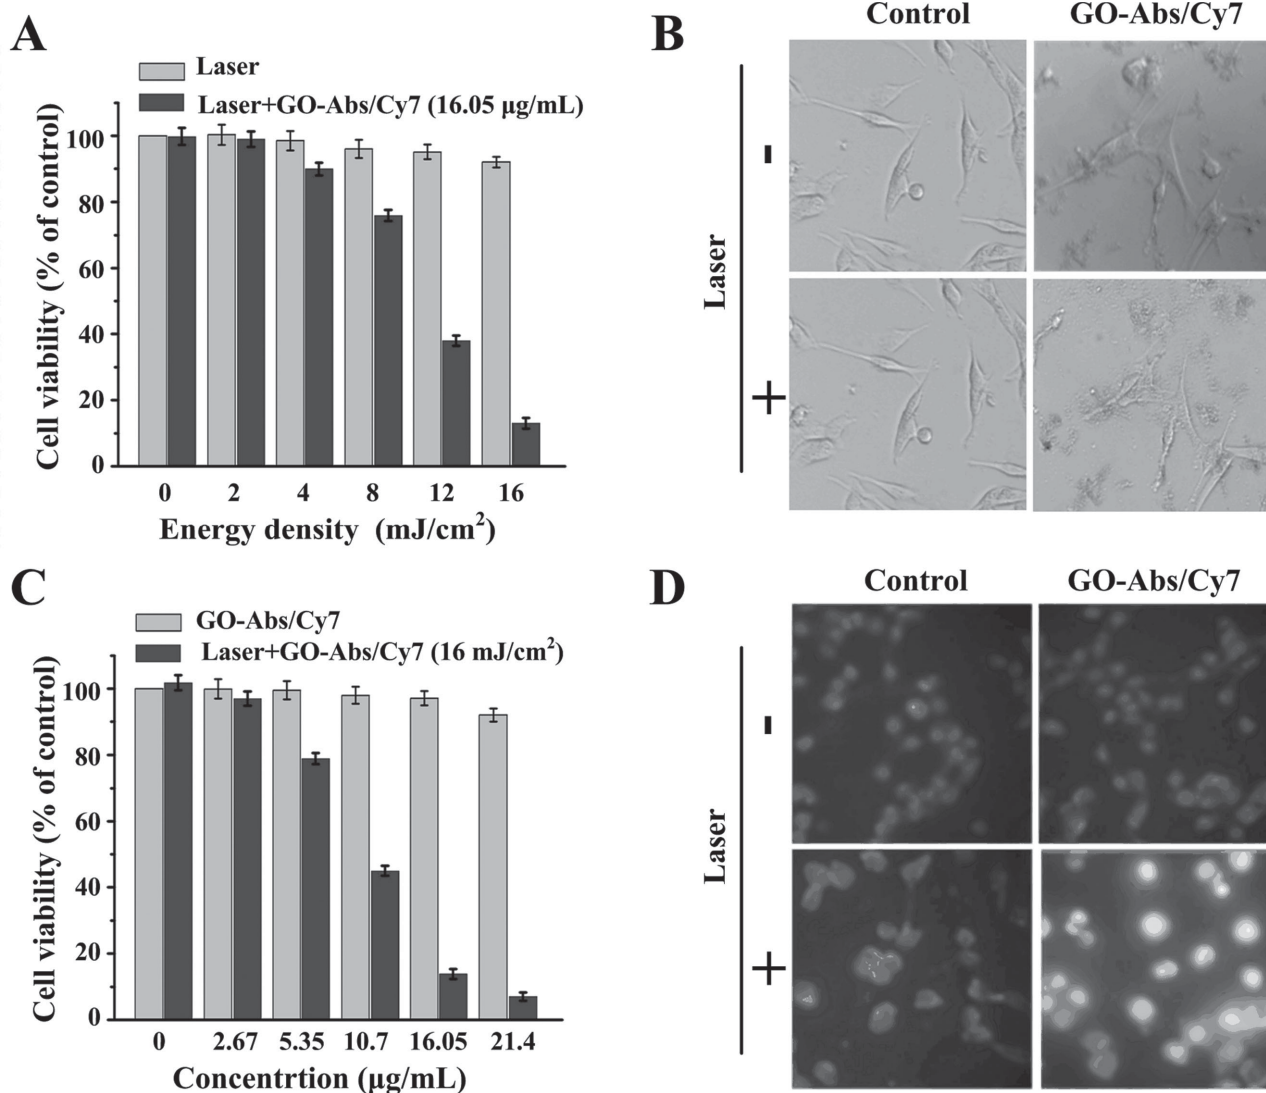 A
Laser
Laser+GO-Abs/Cy7 (16.05 μg/mL)
Cell viability (% of control)
100
80
60
40
20
0
0 2 4 8 12 16
Energy density (mJ/cm²)
B
Control GO-Abs/Cy7
Laser
-
+
C
GO-Abs/Cy7
Laser+GO-Abs/Cy7 (16 mJ/cm²)
Cell viability (% of control)
100
80
60
40
20
0
0 2.67 5.35 10.7 16.05 21.4
Concentrtion (μg/mL)
D
Control GO-Abs/Cy7
Laser
-
+